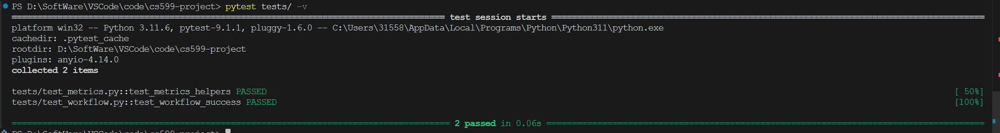 PS D:\SoftWare\VSCode\code\cs599-project> pytest tests/ -v
============ test session starts ============
platform win32 -- Python 3.11.6, pytest-9.1.1, pluggy-1.6.0 -- C:\Users\31558\AppData\Local\Programs\Python\Python311\python.exe
cachedir: .pytest_cache
rootdir: D:\SoftWare\VSCode\code\cs599-project
plugins: anyio-4.14.0
collected 2 items
tests/test_metrics.py::test_metrics_helpers PASSED [ 50%]
tests/test_workflow.py::test_workflow_success PASSED [100%]
============ 2 passed in 0.06s ============
PS D:\SoftWare\VSCode\code\cs599-project>